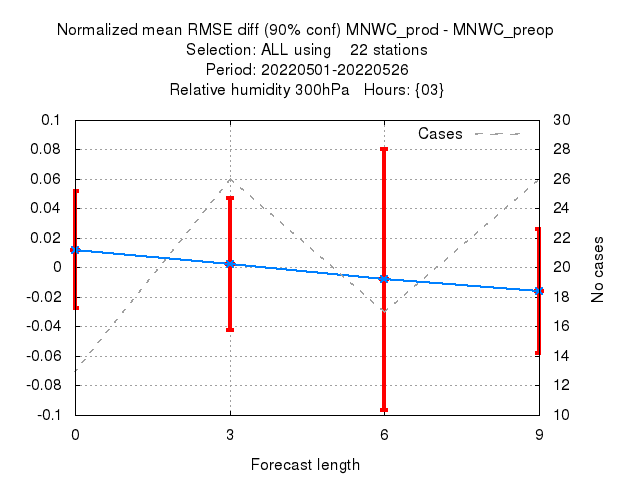 Normalized mean RMSE diff (90% conf) MNWC_prod - MNWC_preop
Selection: ALL using    22 stations
Period: 20220501-20220526
Relative humidity 300hPa   Hours: {03}
Cases
0.1
0.08
0.06
0.04
0.02
0
-0.02
-0.04
-0.06
-0.08
-0.1
30
28
26
24
22
20
18
16
14
12
10
No cases
0 3 6 9
Forecast length